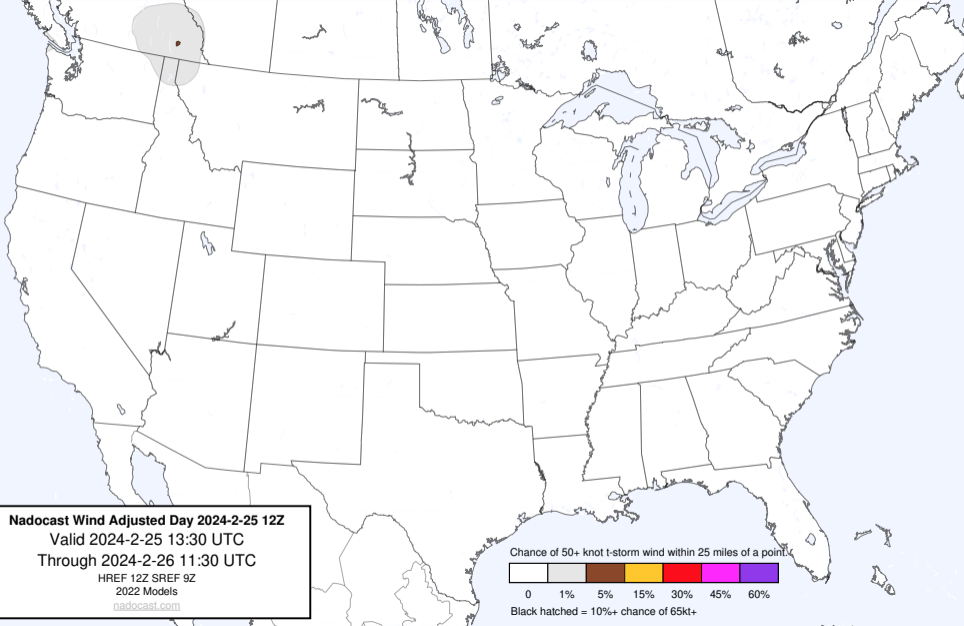 Nadocast Wind Adjusted Day 2024-2-25 12Z
Valid 2024-2-25 13:30 UTC
Through 2024-2-26 11:30 UTC
HREF 12Z SREF 9Z
2022 Models
nadocast.com
Chance of 50+ knot t-storm wind within 25 miles of a point.
0 1% 5% 15% 30% 45% 60%
Black hatched = 10%+ chance of 65kt+